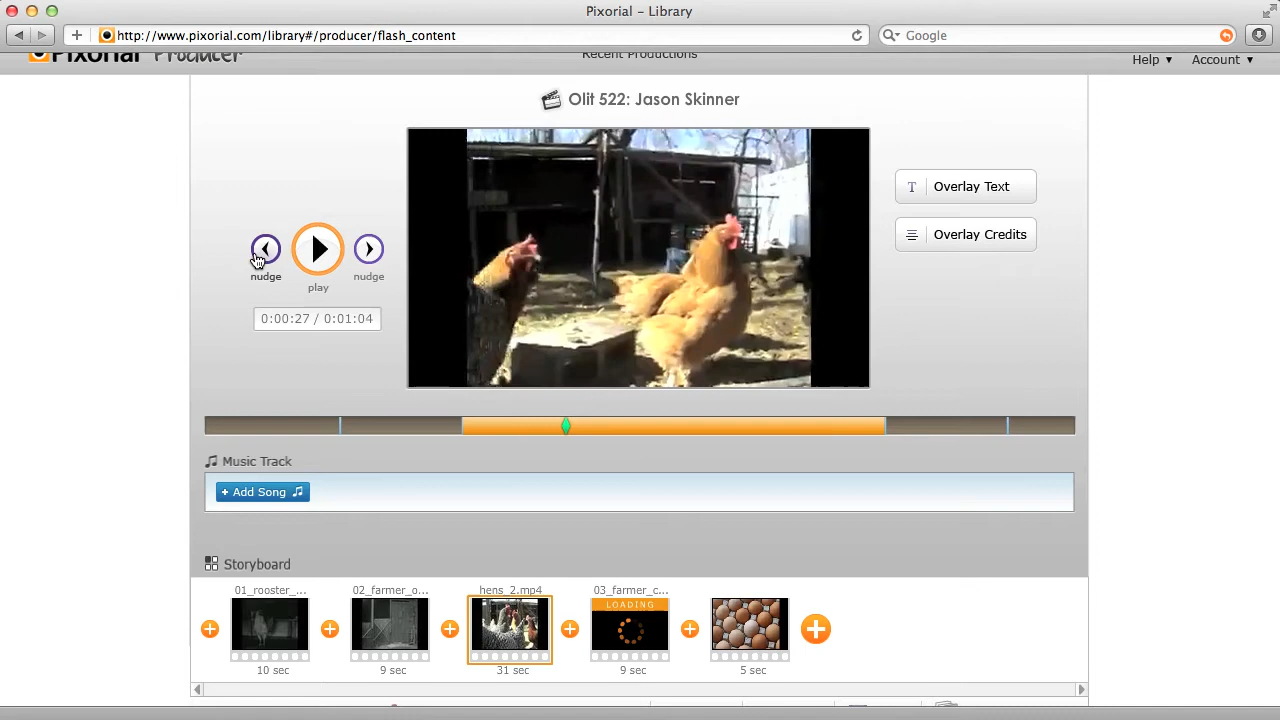 Pixorial – Library
http://www.pixorial.com/library#/producer/flash_content
Google
Pixorial Producer
Recent Productions
Help ▼
Account ▼
Olit 522: Jason Skinner
T Overlay Text
Overlay Credits
nudge
nudge
play
0:00:27 / 0:01:04
Music Track
+ Add Song
Storyboard
01_rooster_...
02_farmer_o...
hens_2.mp4
03_farmer_c...
LOADING
10 sec
9 sec
31 sec
9 sec
5 sec